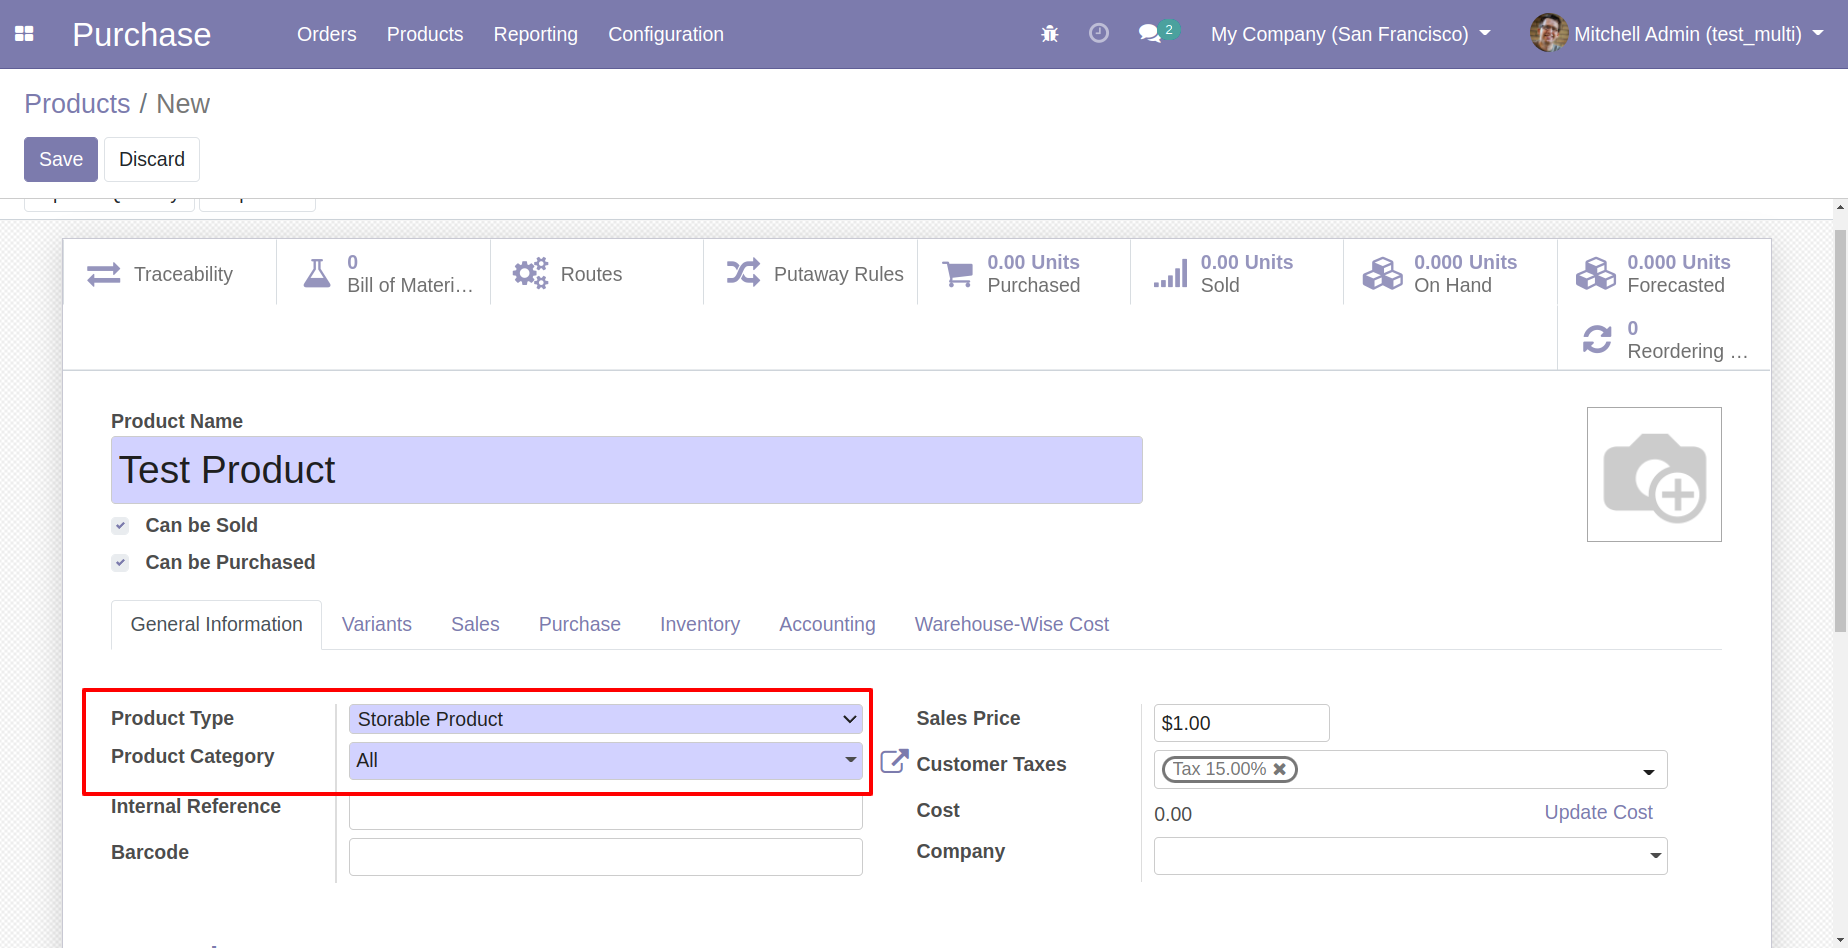 Purchase Orders Products Reporting Configuration 2 My Company (San Francisco) Mitchell Admin (test_multi)
Products / New
Save Discard
Traceability
0
Bill of Materi...
Routes
Putaway Rules
0.00 Units
Purchased
0.00 Units
Sold
0.000 Units
On Hand
0.000 Units
Forecasted
0
Reordering ...
Product Name
Test Product
Can be Sold
Can be Purchased
General Information Variants Sales Purchase Inventory Accounting Warehouse-Wise Cost
Product Type Storable Product
Product Category All
Internal Reference
Barcode
Sales Price $1.00
Customer Taxes Tax 15.00% ✖
Cost 0.00 Update Cost
Company